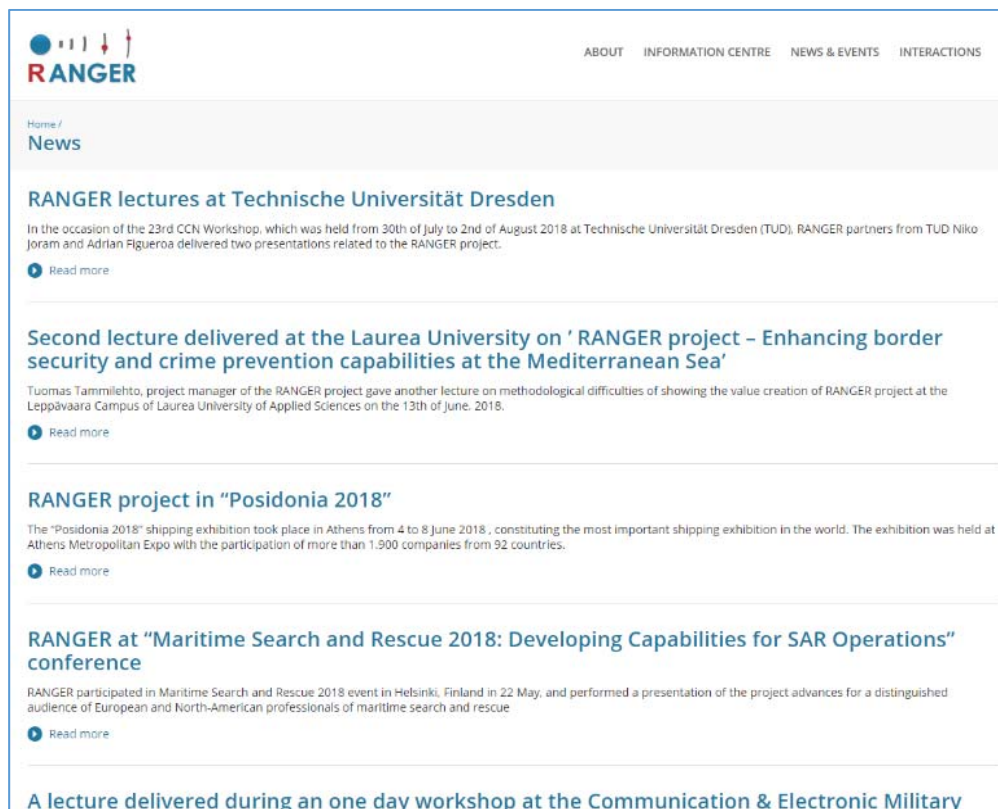 RANGER
ABOUT INFORMATION CENTRE NEWS & EVENTS INTERACTIONS
Home /
News
RANGER lectures at Technische Universität Dresden
In the occasion of the 23rd CCN Workshop, which was held from 30th of July to 2nd of August 2018 at Technische Universität Dresden (TUD), RANGER partners from TUD Niko
Joram and Adrian Figueroa delivered two presentations related to the RANGER project.
Read more
Second lecture delivered at the Laurea University on ’ RANGER project – Enhancing border
security and crime prevention capabilities at the Mediterranean Sea’
Tuomas Tammilehto, project manager of the RANGER project gave another lecture on methodological difficulties of showing the value creation of RANGER project at the
Leppävaara Campus of Laurea University of Applied Sciences on the 13th of June. 2018.
Read more
RANGER project in “Posidonia 2018”
The “Posidonia 2018” shipping exhibition took place in Athens from 4 to 8 June 2018 , constituting the most important shipping exhibition in the world. The exhibition was held at
Athens Metropolitan Expo with the participation of more than 1.900 companies from 92 countries.
Read more
RANGER at “Maritime Search and Rescue 2018: Developing Capabilities for SAR Operations”
conference
RANGER participated in Maritime Search and Rescue 2018 event in Helsinki, Finland in 22 May, and performed a presentation of the project advances for a distinguished
audience of European and North-American professionals of maritime search and rescue
Read more
A lecture delivered during an one day workshop at the Communication & Electronic Military